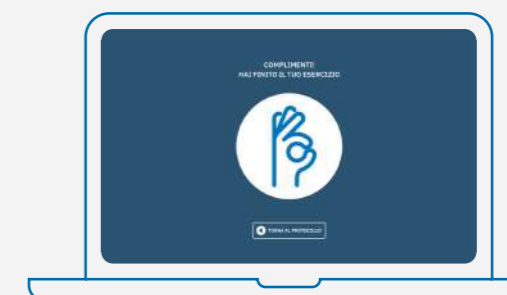 COMPLIMENTI!
HAI FINITO IL TUO ESERCIZIO
TORNA AL PROTOCOLLO